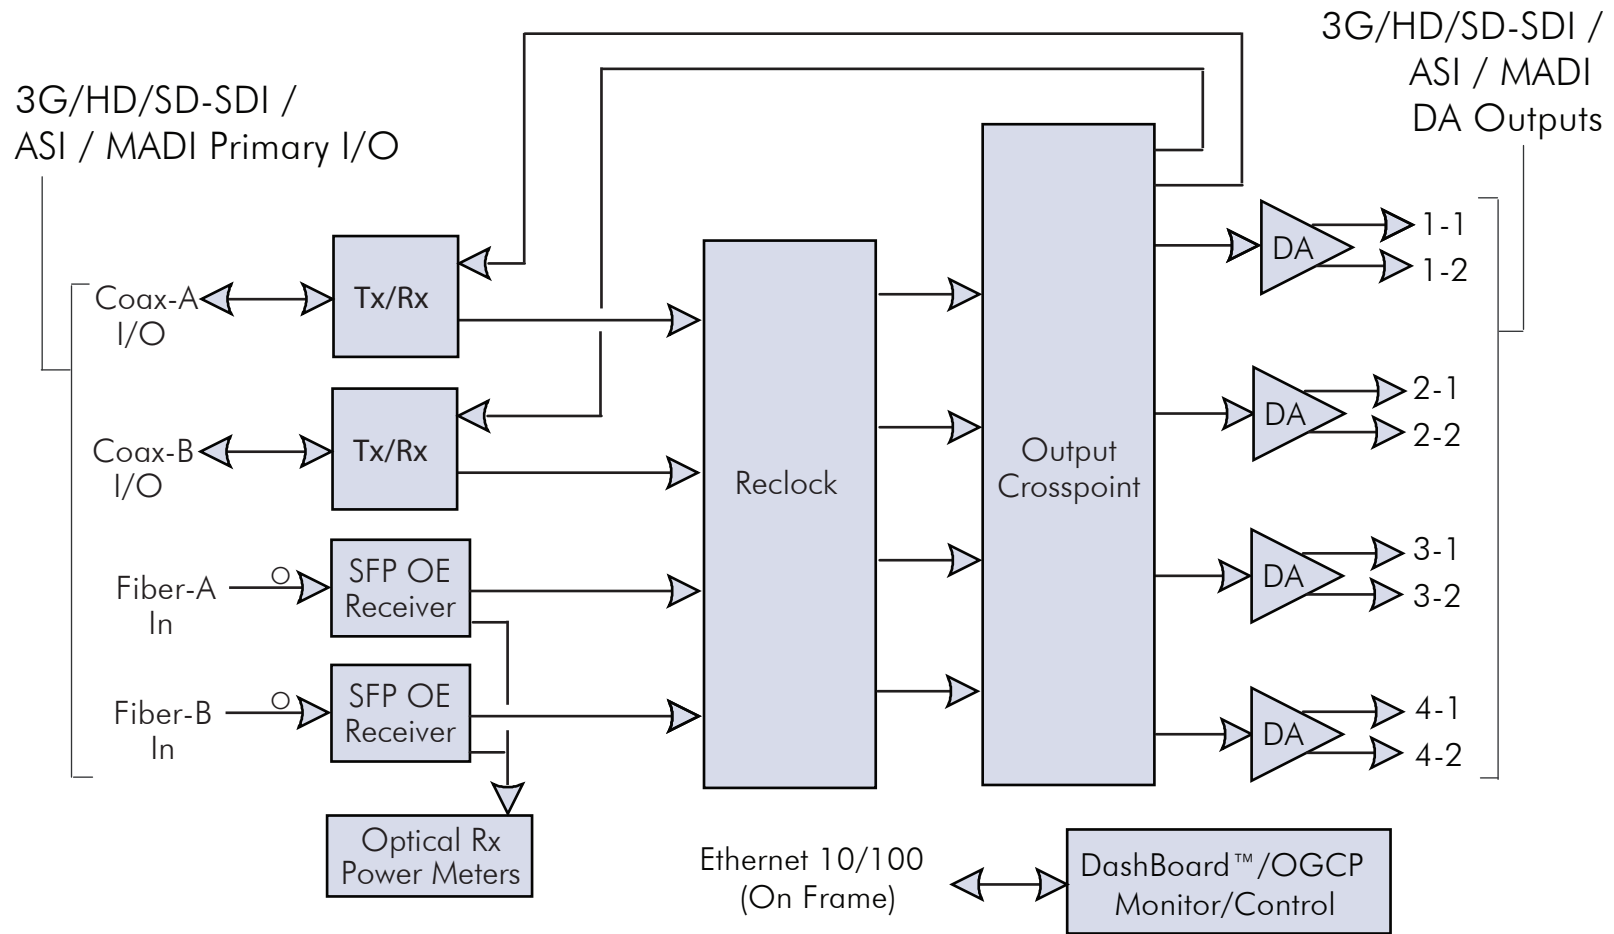 3G/HD/SD-SDI /
ASI / MADI Primary I/O
3G/HD/SD-SDI /
ASI / MADI
DA Outputs
Coax-A
I/O
Tx/Rx
Coax-B
I/O
Tx/Rx
Fiber-A
In
SFP OE
Receiver
Fiber-B
In
SFP OE
Receiver
Optical Rx
Power Meters
Reclock
Output
Crosspoint
DA
1-1
1-2
DA
2-1
2-2
DA
3-1
3-2
DA
4-1
4-2
Ethernet 10/100
(On Frame)
DashBoard™/OGCP
Monitor/Control